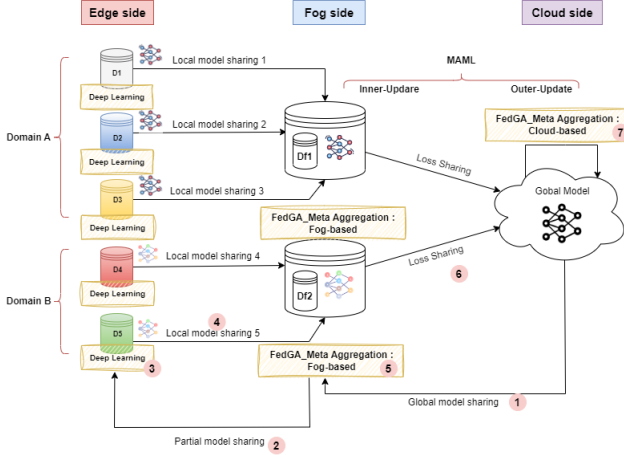 Edge side
Fog side
Cloud side
D1
Deep Learning
Local model sharing 1
MAML
Inner-Updare
Outer-Update
Domain A
D2
Deep Learning
Local model sharing 2
Df1
FedGA_Meta Aggregation :
Cloud-based
7
D3
Deep Learning
Local model sharing 3
Loss Sharing
Gobal Model
FedGA_Meta Aggregation :
Fog-based
Domain B
D4
Local model sharing 4
Df2
Loss Sharing
6
4
D5
Deep Learning
3
Local model sharing 5
FedGA_Meta Aggregation :
Fog-based
5
Global model sharing
1
Partial model sharing
2